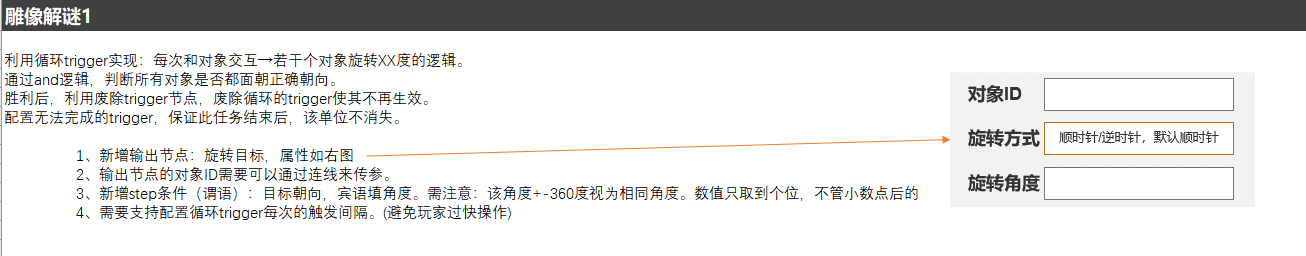 雕像解谜1
利用循环trigger实现：每次和对象交互→若干个对象旋转XX度的逻辑。
通过and逻辑，判断所有对象是否都面朝正确朝向。
胜利后，利用废除trigger节点，废除循环的trigger使其不再生效。
配置无法完成的trigger，保证此任务结束后，该单位不消失。
1、新增输出节点：旋转目标，属性如右图
2、输出节点的对象ID需要可以通过连线来传参。
3、新增step条件（谓语）：目标朝向，宾语填角度。需注意：该角度+-360度视为相同角度。数值只取到个位，不管小数点后的
4、需要支持配置循环trigger每次的触发间隔。(避免玩家过快操作)
对象ID
旋转方式 顺时针/逆时针，默认顺时针
旋转角度